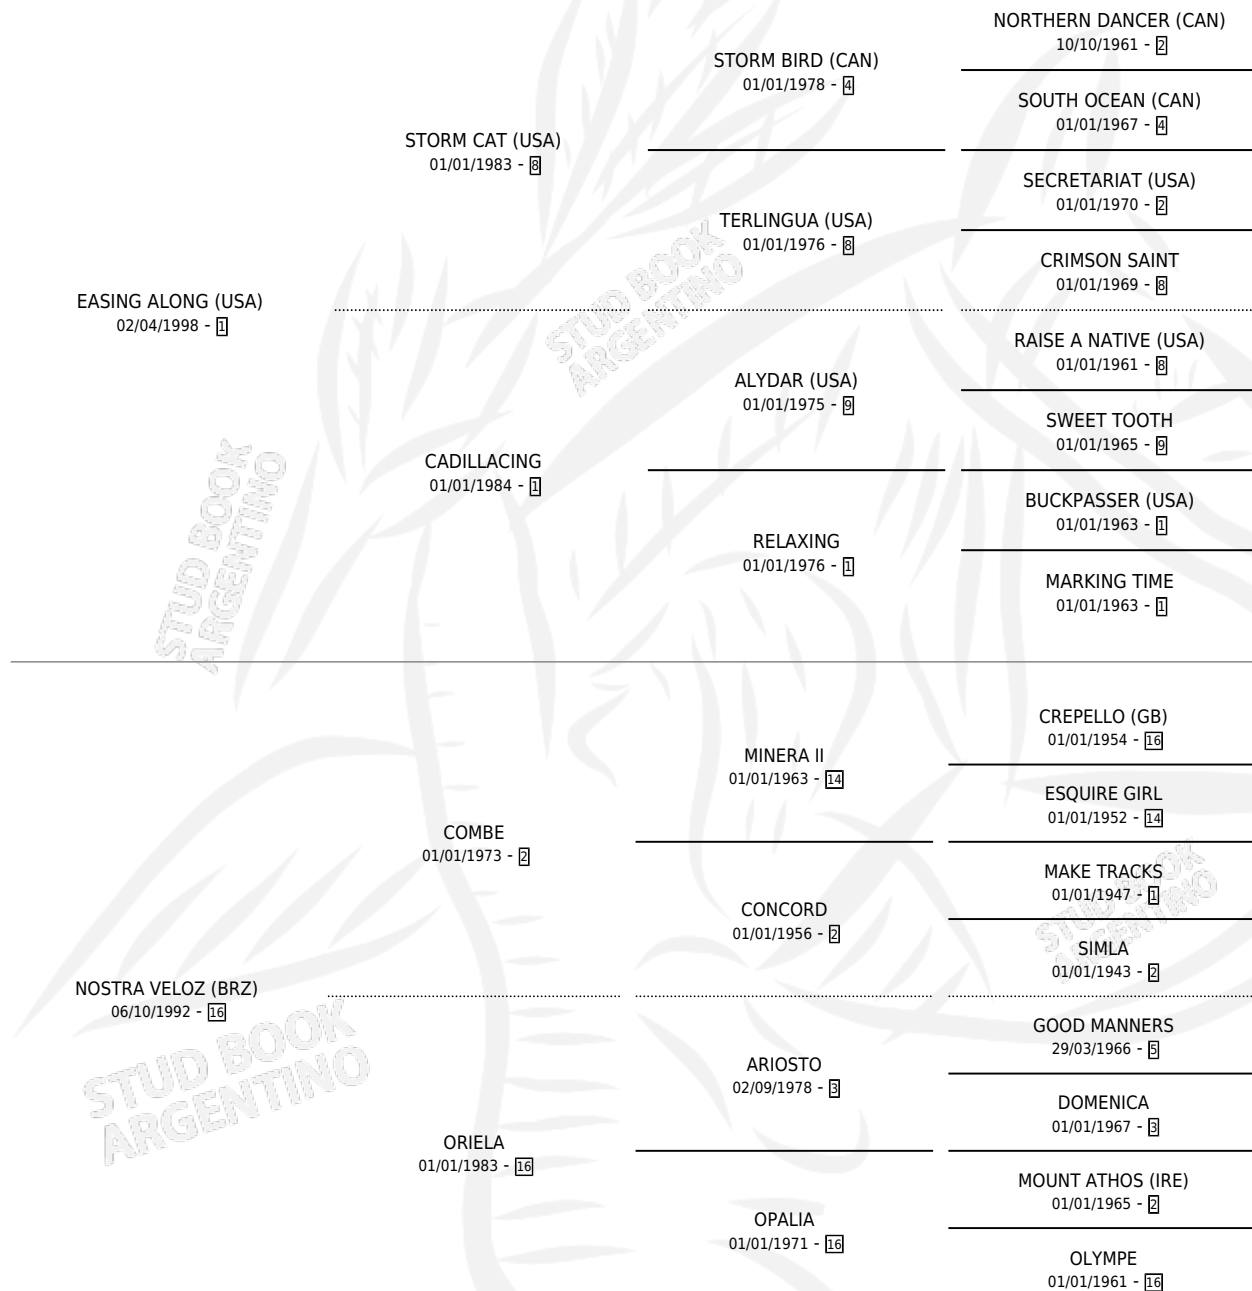 NORTHERN DANCER (CAN)
10/10/1961 - 2
STORM BIRD (CAN)
01/01/1978 - 4
SOUTH OCEAN (CAN)
01/01/1967 - 4
STORM CAT (USA)
01/01/1983 - 8
SECRETARIAT (USA)
01/01/1970 - 2
TERLINGUA (USA)
01/01/1976 - 8
CRIMSON SAINT
01/01/1969 - 8
EASING ALONG (USA)
02/04/1998 - 1
RAISE A NATIVE (USA)
01/01/1961 - 8
ALYDAR (USA)
01/01/1975 - 9
SWEET TOOTH
01/01/1965 - 9
CADILLACING
01/01/1984 - 1
BUCKPASSER (USA)
01/01/1963 - 1
RELAXING
01/01/1976 - 1
MARKING TIME
01/01/1963 - 1
CREPELLO (GB)
01/01/1954 - 16
MINERA II
01/01/1963 - 14
ESQUIRE GIRL
01/01/1952 - 14
COMBE
01/01/1973 - 2
MAKE TRACKS
01/01/1947 - 1
CONCORD
01/01/1956 - 2
SIMLA
01/01/1943 - 2
NOSTRA VELOZ (BRZ)
06/10/1992 - 16
GOOD MANNERS
29/03/1966 - 5
ARIOSTO
02/09/1978 - 3
DOMENICA
01/01/1967 - 3
ORIELA
01/01/1983 - 16
MOUNT ATHOS (IRE)
01/01/1965 - 2
OPALIA
01/01/1971 - 16
OLYMPE
01/01/1961 - 16
STUD BOOK
ARGENTINO
STUD BOOK
ARGENTINO
STUD BOOK
ARGENTINO
STUD BOOK
ARGENTINO